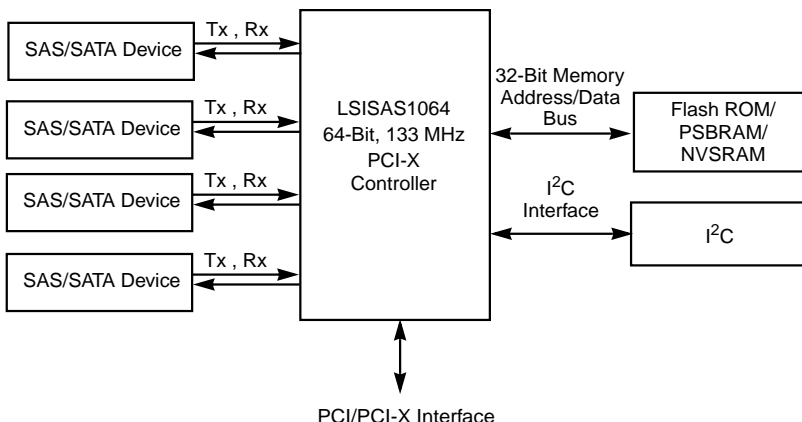 Tx , Rx
SAS/SATA Device
Tx , Rx
SAS/SATA Device
Tx , Rx
SAS/SATA Device
Tx , Rx
SAS/SATA Device
LSISAS1064
64-Bit, 133 MHz
PCI-X
Controller
32-Bit Memory
Address/Data
Bus
Flash ROM/
PSBRAM/
NVSRAM
I²C
Interface
I²C
PCI/PCI-X Interface